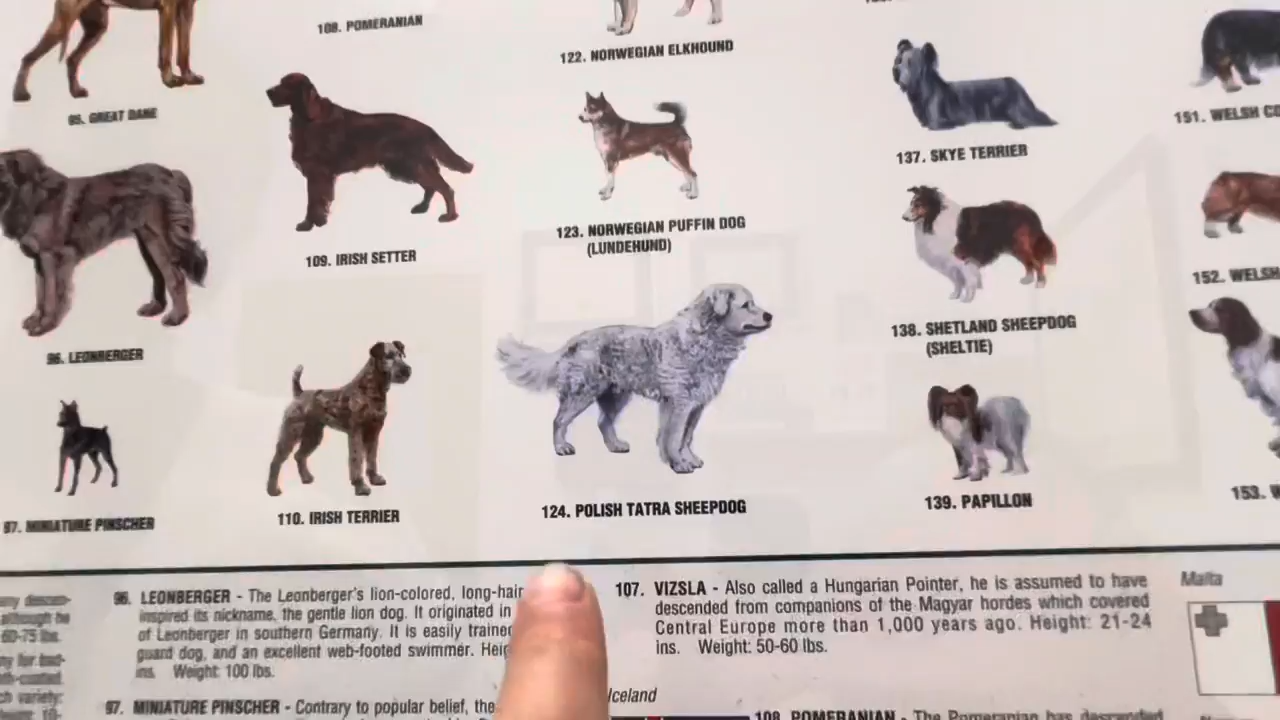 108. POMERANIAN
122. NORWEGIAN ELKHOUND
95. GREAT DANE
151. WELSH
137. SKYE TERRIER
109. IRISH SETTER
123. NORWEGIAN PUFFIN DOG
(LUNDEHUND)
152. WELSH
138. SHETLAND SHEEPDOG
(SHELTIE)
96. LEONBERGER
97. MINIATURE PINSCHER
110. IRISH TERRIER
124. POLISH TATRA SHEEPDOG
139. PAPILLON
153.
60-75 lbs.
96. LEONBERGER - The Leonberger's lion-colored, long-hair
inspired its nickname, the gentle lion dog. It originated in
of Leonberger in southern Germany. It is easily
guard dog, and an excellent web-footed swimmer.
ins. Weight: 100 lbs.
97. MINIATURE PINSCHER - Contrary to popular belief, the
107. VIZSLA - Also called a Hungarian Pointer, he is assumed to have
descended from companions of the Magyar hordes which covered
Central Europe more than 1,000 years ago. Height: 21-24
ins. Weight: 50-60 lbs.
Iceland
108. POMERANIAN - The Pomeranian has descended
Malta